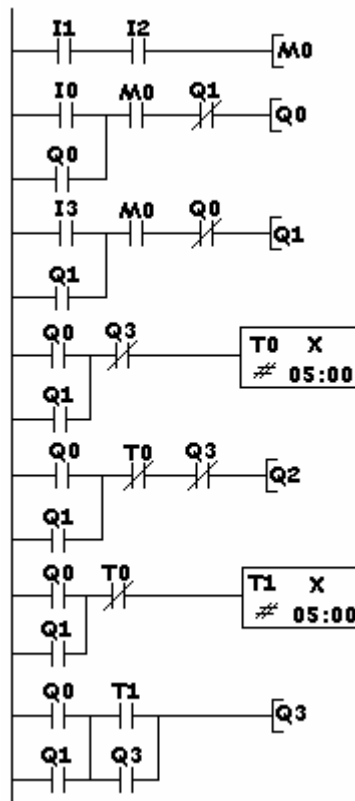 I1 I2
M0
I0 M0 Q1
Q0
Q0
I3 M0 Q0
Q1
Q1
Q0 Q3
T0 X
05:00
Q1
Q0 T0 Q3
Q2
Q1
Q0 T0
T1 X
05:00
Q1
Q0 T1
Q3
Q1 Q3